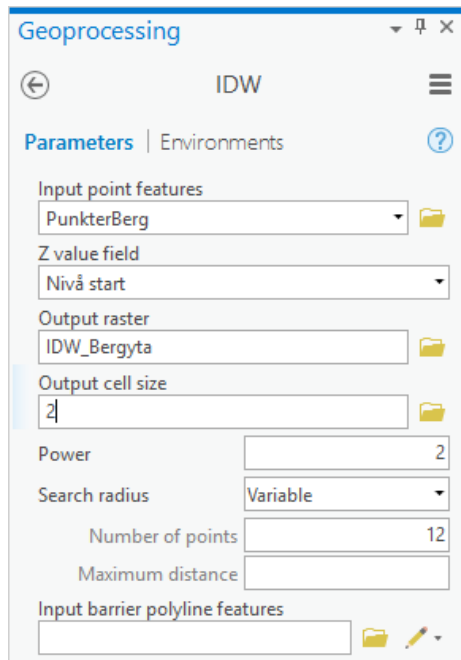 Geoprocessing
IDW
Parameters | Environments
?
Input point features
PunkterBerg
Z value field
Nivå start
Output raster
IDW_Bergyta
Output cell size
2
Power 2
Search radius Variable
Number of points 12
Maximum distance
Input barrier polyline features